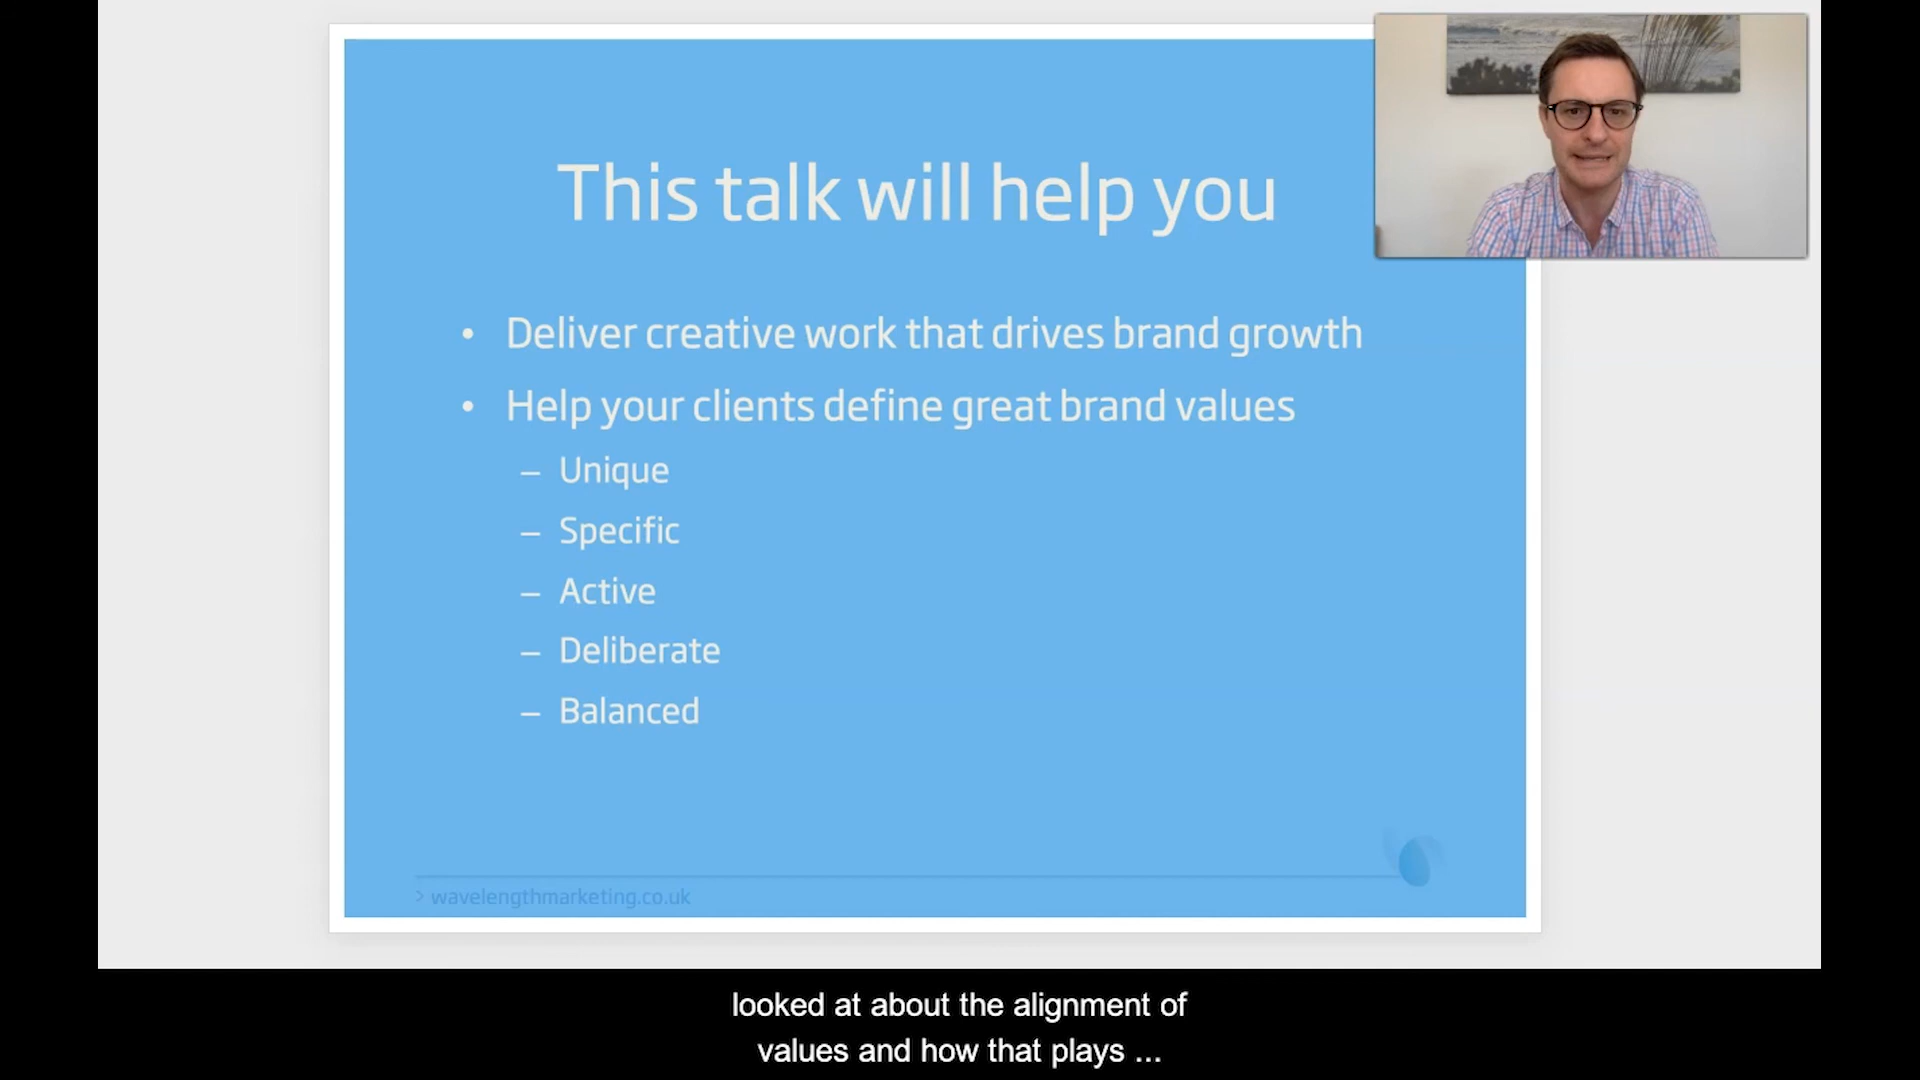 This talk will help you
• Deliver creative work that drives brand growth
• Help your clients define great brand values
– Unique
– Specific
– Active
– Deliberate
– Balanced
> wavelengthmarketing.co.uk
looked at about the alignment of
values and how that plays ...